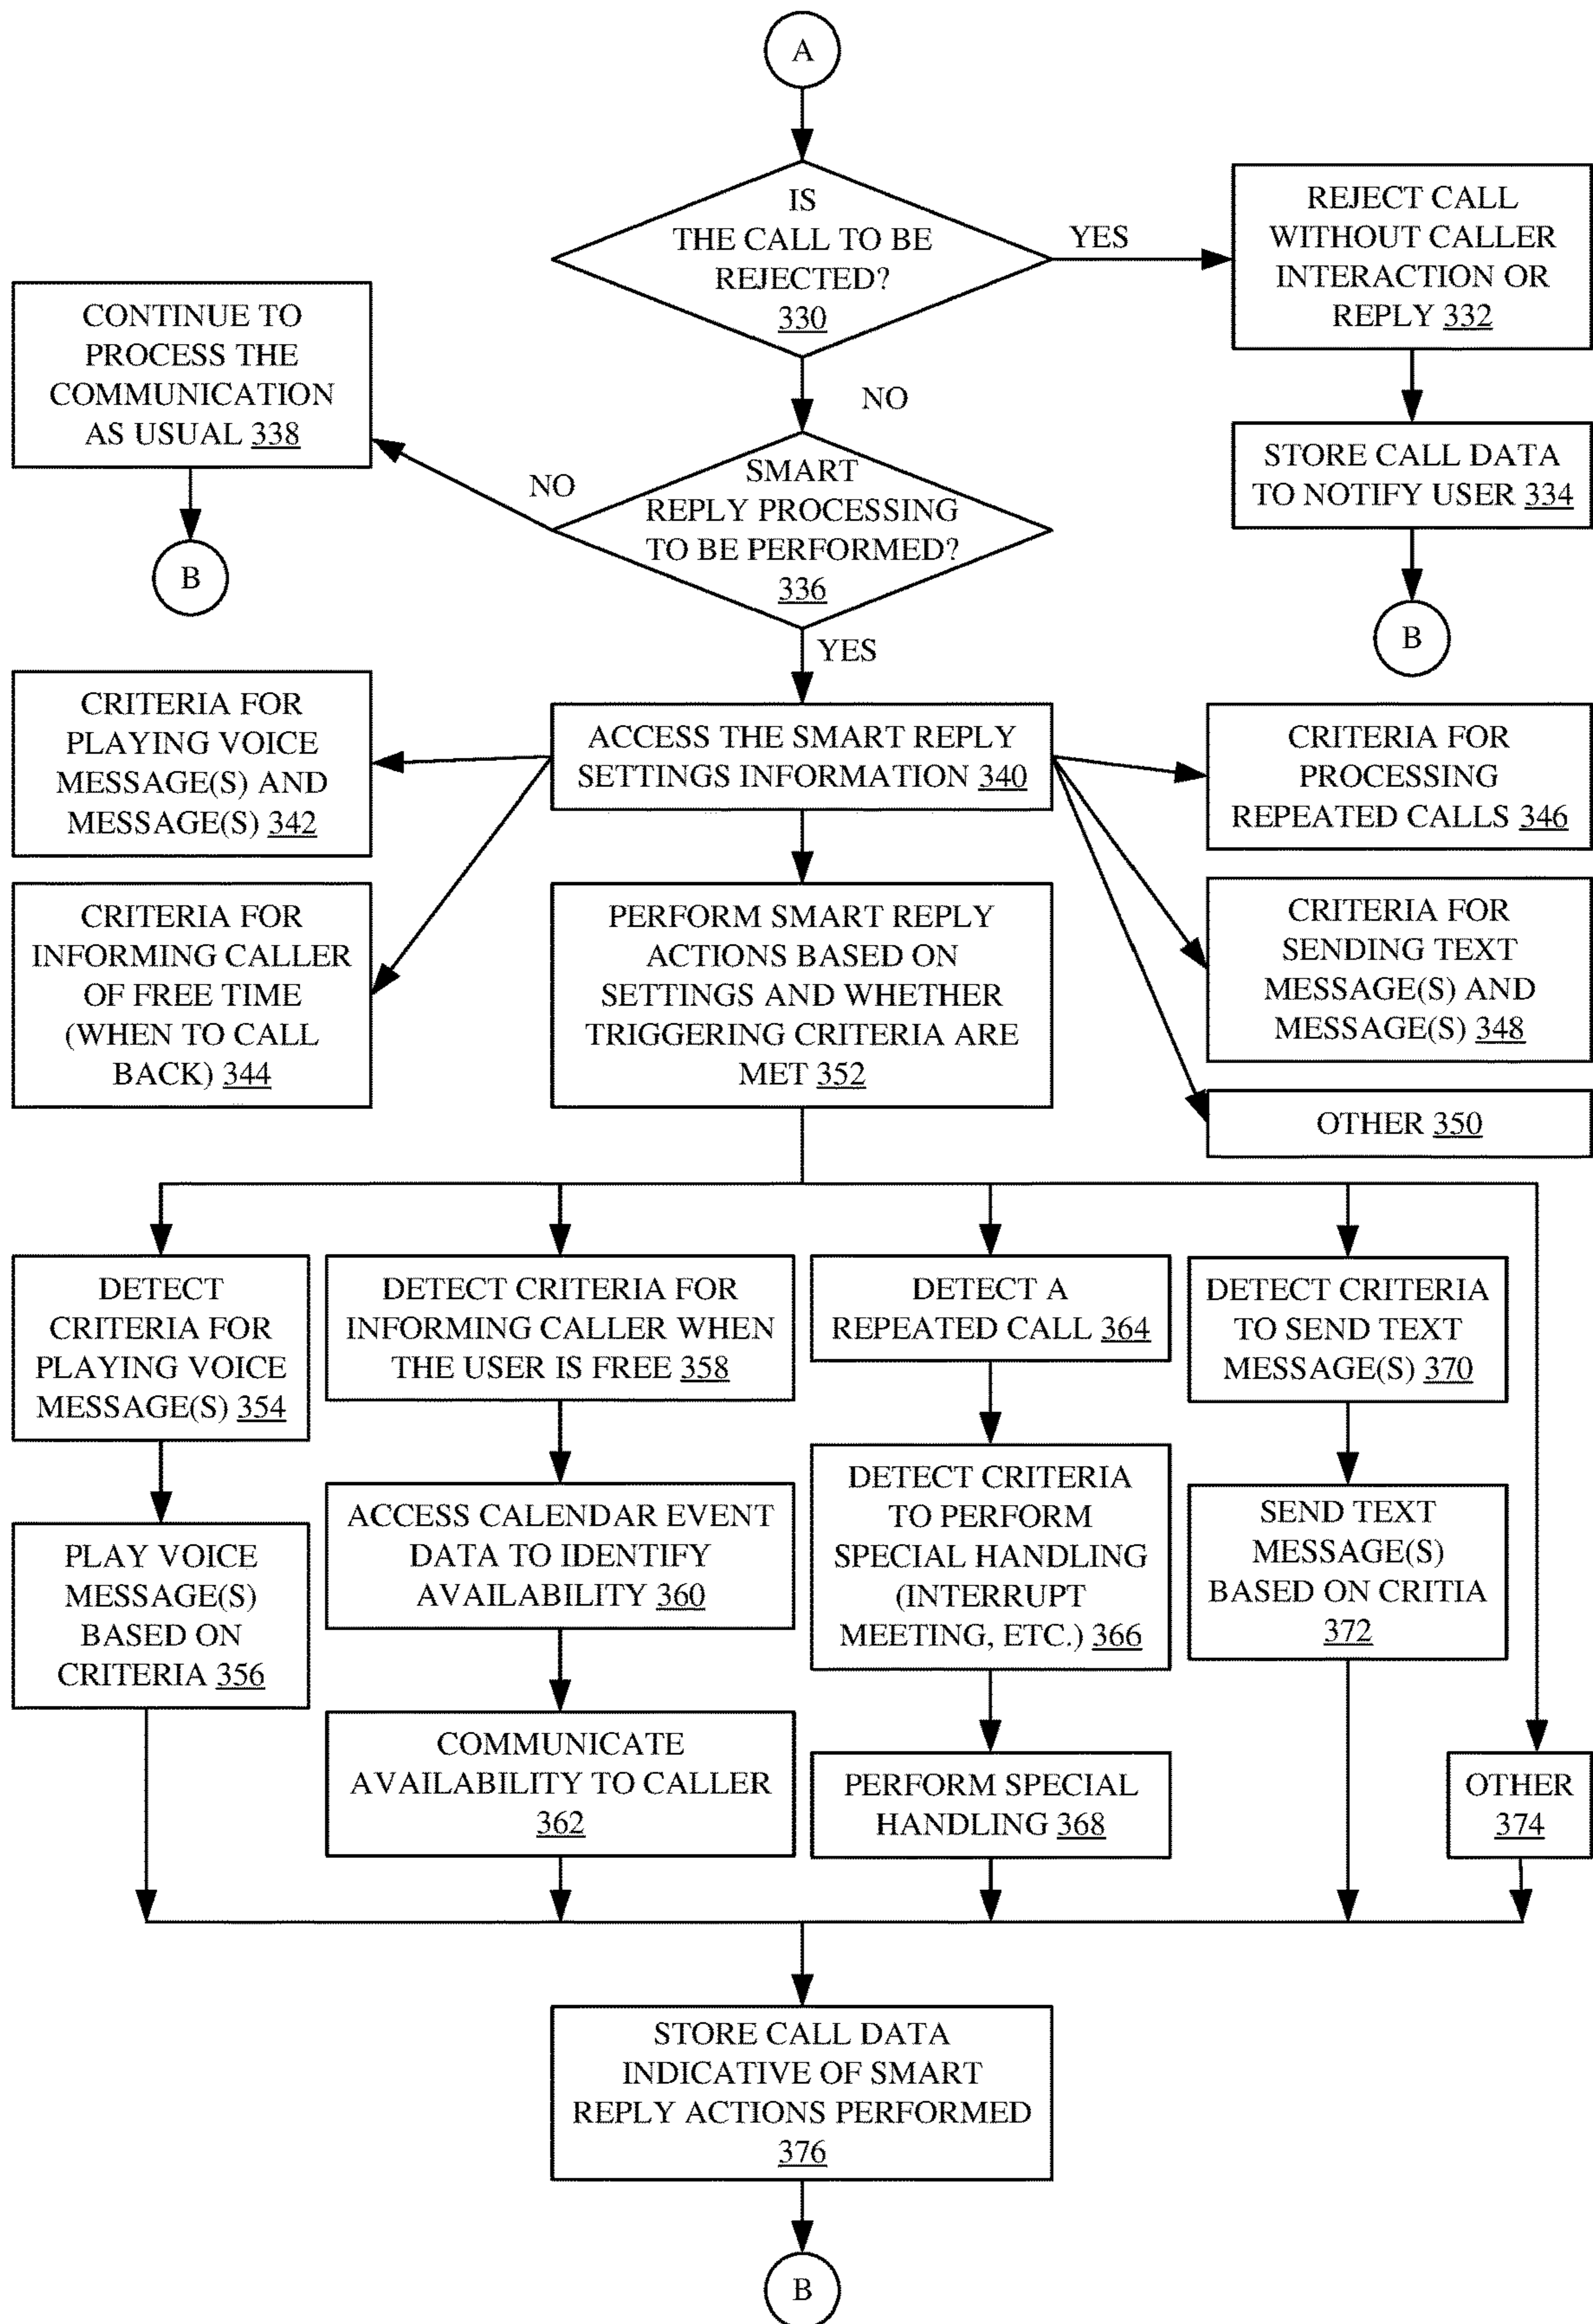 A
IS
THE CALL TO BE
REJECTED?
330
YES
REJECT CALL
WITHOUT CALLER
INTERACTION OR
REPLY 332
STORE CALL DATA
TO NOTIFY USER 334
B
NO
SMART
REPLY PROCESSING
TO BE PERFORMED?
336
NO
CONTINUE TO
PROCESS THE
COMMUNICATION
AS USUAL 338
B
YES
ACCESS THE SMART REPLY
SETTINGS INFORMATION 340
CRITERIA FOR
PLAYING VOICE
MESSAGE(S) AND
MESSAGE(S) 342
CRITERIA FOR
INFORMING CALLER
OF FREE TIME
(WHEN TO CALL
BACK) 344
CRITERIA FOR
PROCESSING
REPEATED CALLS 346
CRITERIA FOR
SENDING TEXT
MESSAGE(S) AND
MESSAGE(S) 348
OTHER 350
PERFORM SMART REPLY
ACTIONS BASED ON
SETTINGS AND WHETHER
TRIGGERING CRITERIA ARE
MET 352
DETECT
CRITERIA FOR
PLAYING VOICE
MESSAGE(S) 354
PLAY VOICE
MESSAGE(S)
BASED ON
CRITERIA 356
DETECT CRITERIA FOR
INFORMING CALLER WHEN
THE USER IS FREE 358
ACCESS CALENDAR EVENT
DATA TO IDENTIFY
AVAILABILITY 360
COMMUNICATE
AVAILABILITY TO CALLER
362
DETECT A
REPEATED CALL 364
DETECT CRITERIA
TO PERFORM
SPECIAL HANDLING
(INTERRUPT
MEETING, ETC.) 366
PERFORM SPECIAL
HANDLING 368
DETECT CRITERIA
TO SEND TEXT
MESSAGE(S) 370
SEND TEXT
MESSAGE(S)
BASED ON CRITIA
372
OTHER
374
STORE CALL DATA
INDICATIVE OF SMART
REPLY ACTIONS PERFORMED
376
B